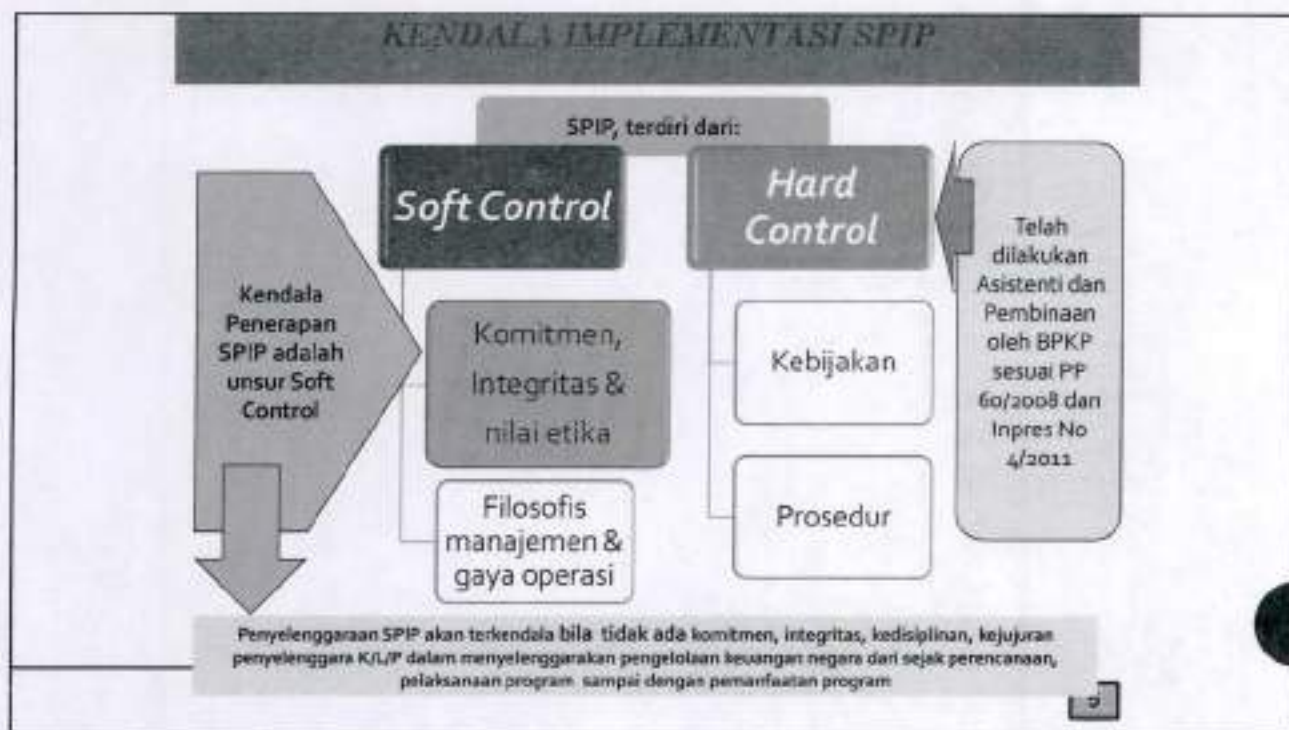 KENDALA IMPLEMENTASI SPIP
SPIP, terdiri dari:
Soft Control
Hard
Control
Kendala
Penerapan
SPIP adalah
unsur Soft
Control
Komitmen,
Integritas &
nilai etika
Filosofis
manajemen &
gaya operasi
Kebijakan
Prosedur
Telah
dilakukan
Asistenti dan
Pembinaan
oleh BPKP
sesuai PP
60/2008 dan
Inpres No
4/2011
Penyelenggaraan SPIP akan terkendala bila tidak ada komitmen, integritas, kedisiplinan, kejujuran
penyelenggara K/L/P dalam menyelenggarakan pengelolaan keuangan negara dari sejak perencanaan,
pelaksanaan program sampai dengan pemanfaatan program